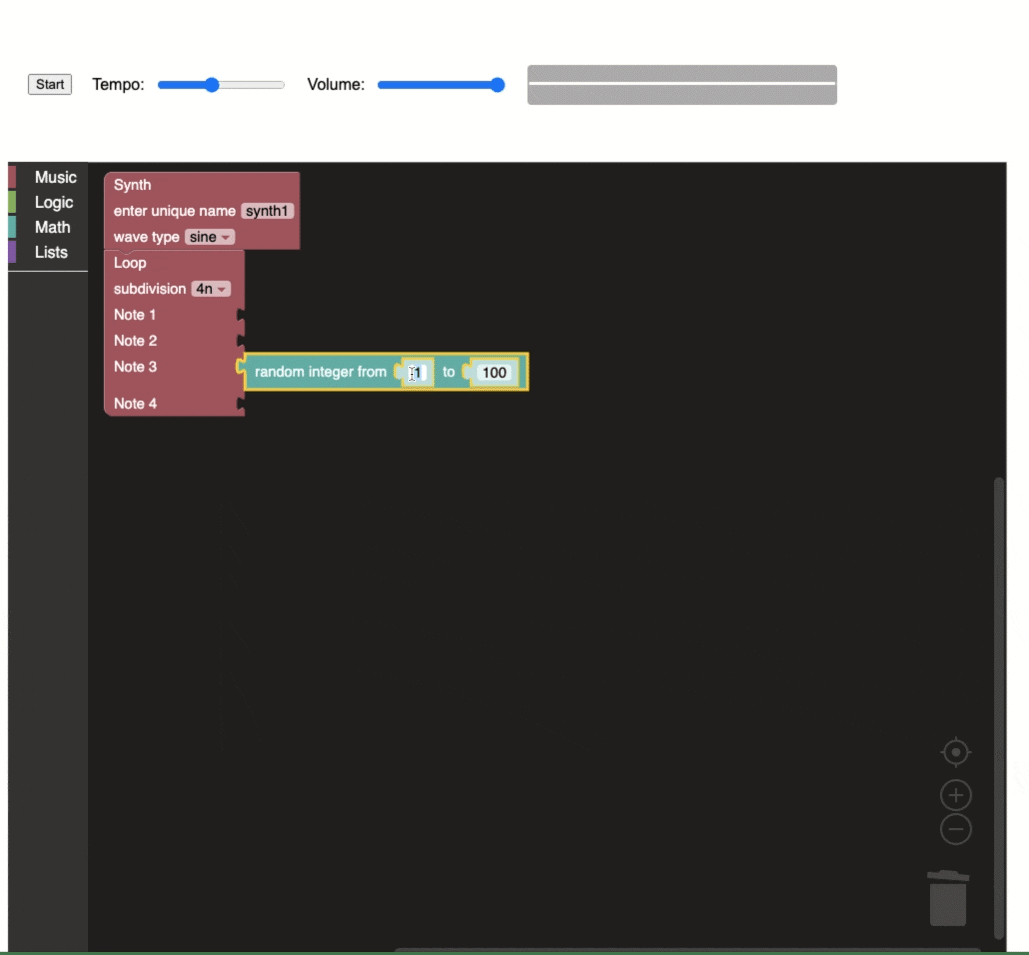 Start Tempo: Volume:
Music
Logic
Math
Lists
Synth
enter unique name synth1
wave type sine
Loop
subdivision 4n
Note 1
Note 2
Note 3 random integer from 1 to 100
Note 4